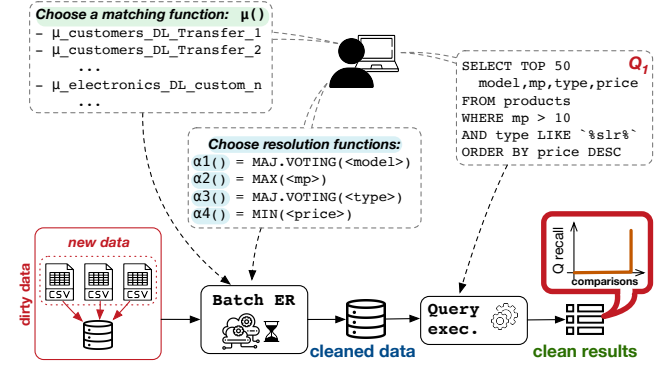 Choose a matching function: μ()
- μ_customers_DL_Transfer_1
- μ_customers_DL_Transfer_2
...
- μ_electronics_DL_custom_n
...
Q1
SELECT TOP 50
model,mp,type,price
FROM products
WHERE mp > 10
AND type LIKE `%slr%`
ORDER BY price DESC
Choose resolution functions:
α1() = MAJ.VOTING(<model>)
α2() = MAX(<mp>)
α3() = MAJ.VOTING(<type>)
α4() = MIN(<price>)
dirty data
new data
CSV
CSV
CSV
Batch ER
cleaned data
Query
exec.
Q recall
comparisons
clean results